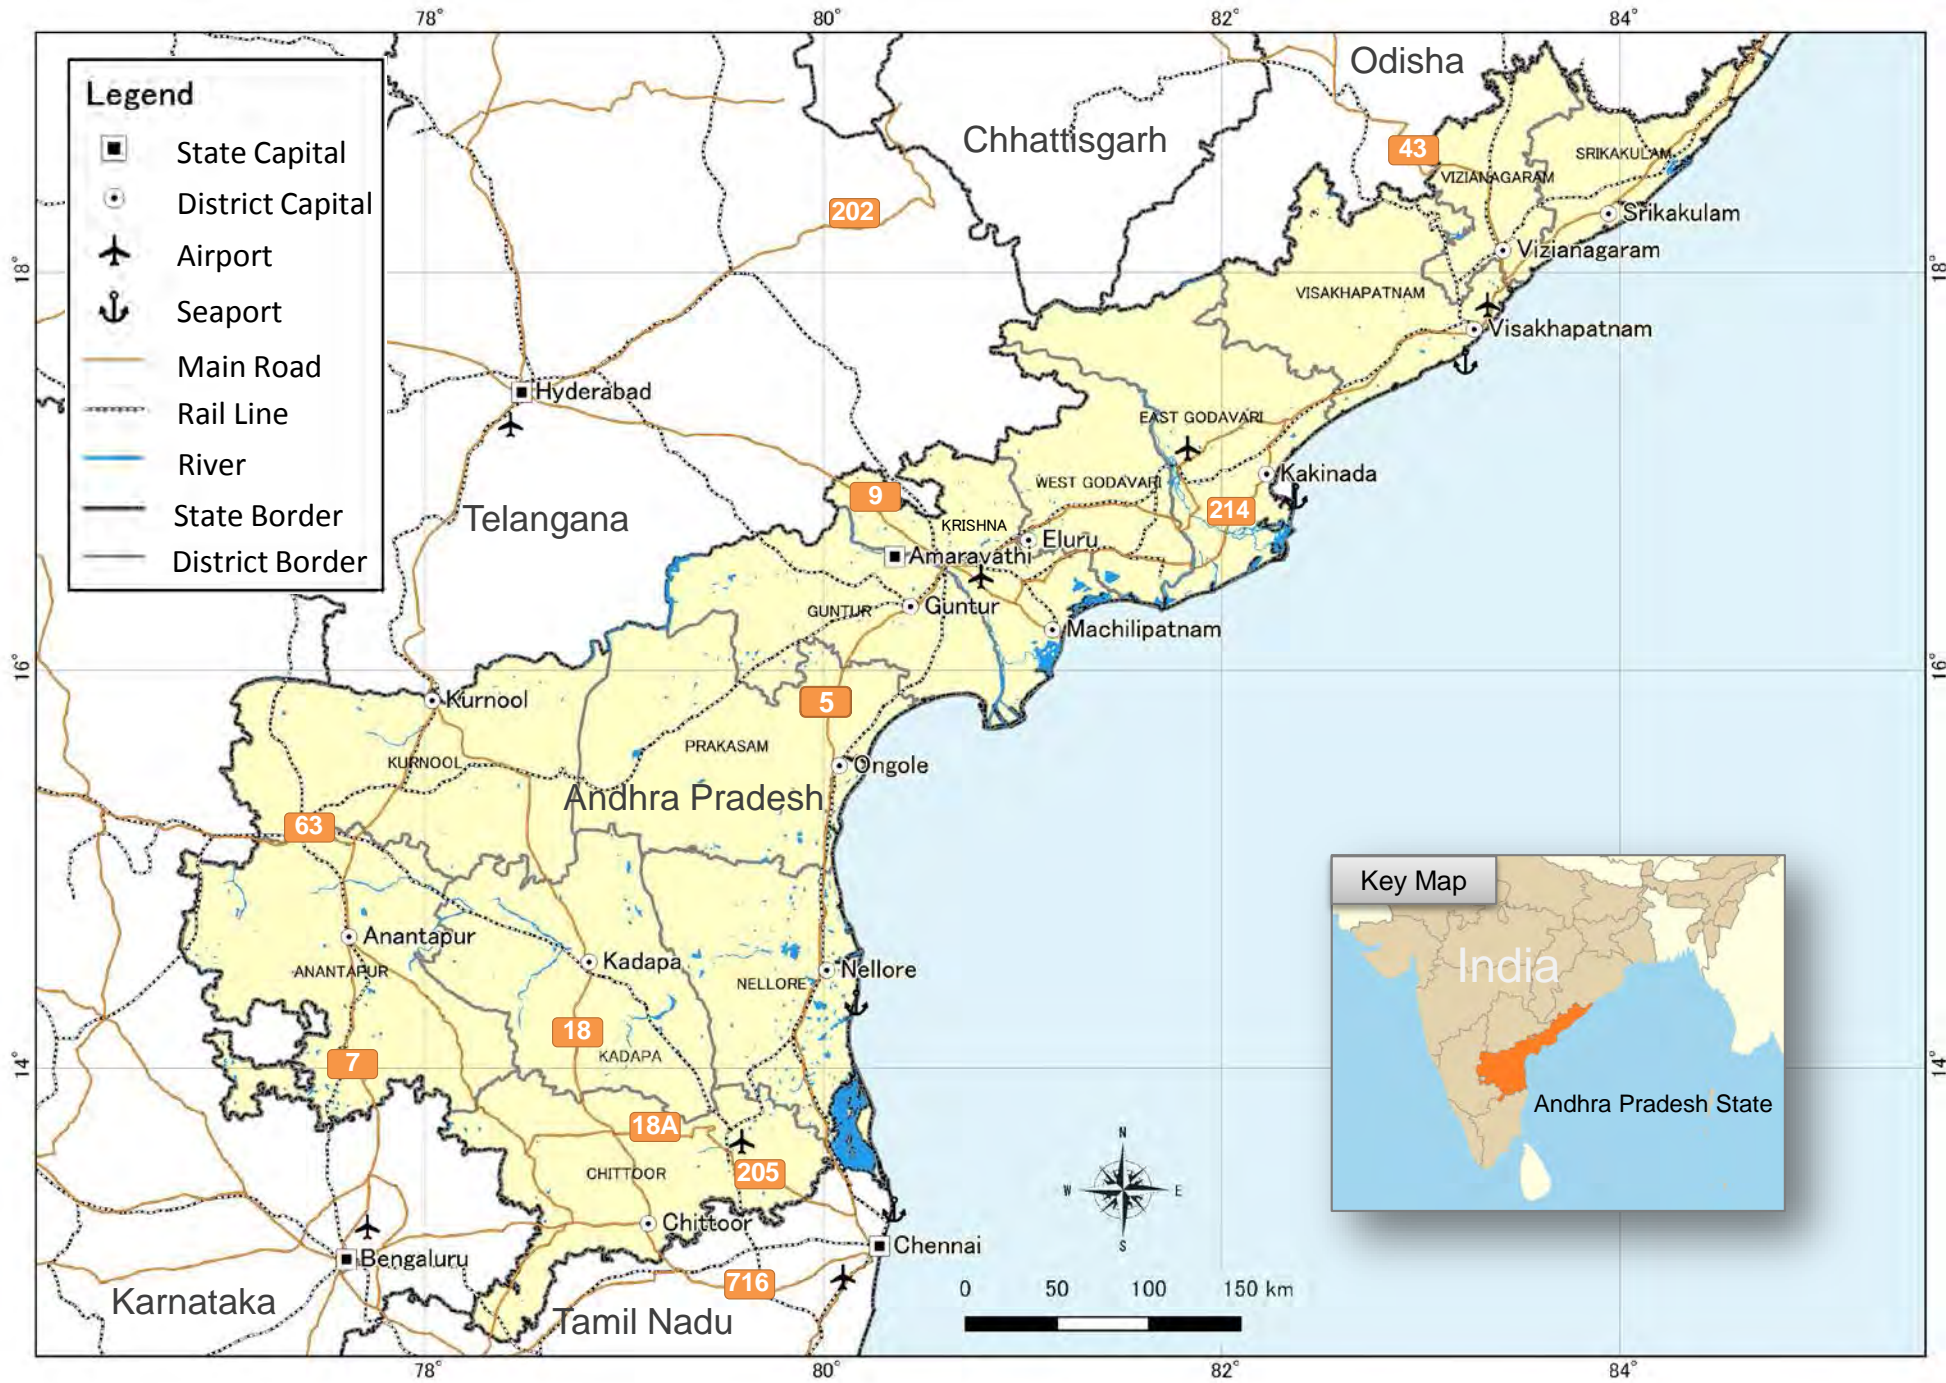 78°
80°
82°
84°
Legend
State Capital
District Capital
Airport
Seaport
Main Road
Rail Line
River
State Border
District Border
Odisha
Chhattisgarh
43
SRIKAKULAM
VIZIANAGARAM
202
Srikakulam
Vizianagaram
18°
18°
VISAKHAPATNAM
Visakhapatnam
Hyderabad
EAST GODAVARI
Kakinada
WEST GODAVARI
9
214
Telangana
KRISHNA
Eluru
Amaravathi
GUNTUR
Guntur
Machilipatnam
16°
16°
Kurnool
5
PRAKASAM
KURNOOL
Ongole
Andhra Pradesh
63
Key Map
India
Andhra Pradesh State
Anantapur
Kadapa
ANANTAPUR
NELLORE
Nellore
18
KADAPA
7
14°
14°
18A
205
CHITTOOR
N
W
E
S
Chittoor
Chennai
Bengaluru
716
0 50 100 150 km
Karnataka
Tamil Nadu
78°
80°
82°
84°